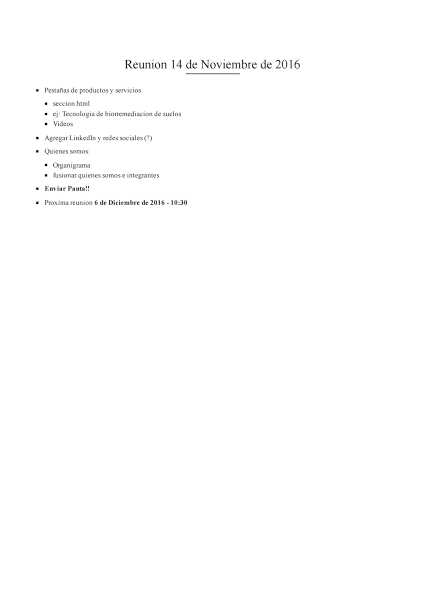 Reunion 14 de Noviembre de 2016
Pestañas de productos y servicios
seccion.html
ej: Tecnologia de biorremediacion de suelos
Videos
Agregar LinkedIn y redes sociales (?)
Quienes somos:
Organigrama
fusionar quienes somos e integrantes
Enviar Pauta!!
Proxima reunion 6 de Diciembre de 2016 - 10:30